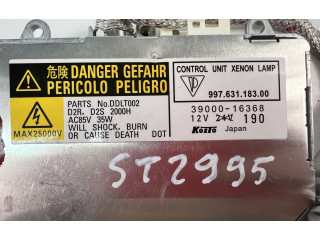 危険 DANGER GEFAHR
PERICOLO PELIGRO
PARTS No.DDLT002
D2R, D2S 2000H
AC85V 35W
WILL SHOCK, BURN
OR CAUSE DEATH DOT
MAX25000V
CONTROL UNIT XENON LAMP
997.631.183.00
39000-16368
12V 190
KOITO Japan
ST2995